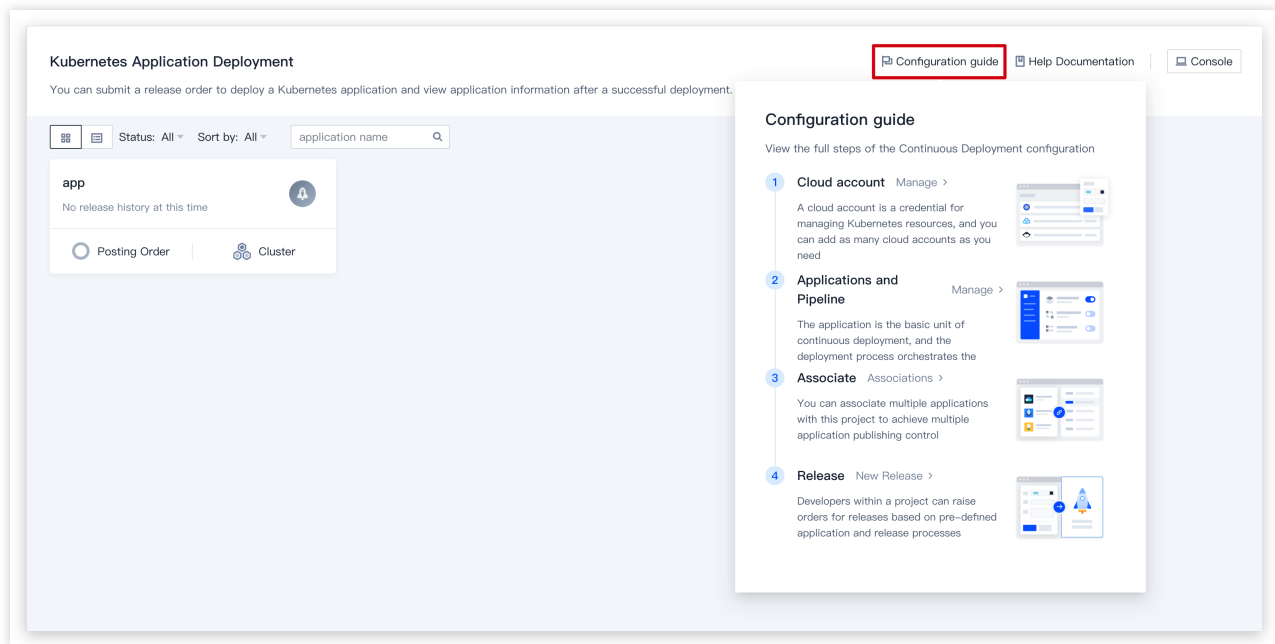 Kubernetes Application Deployment
Configuration guide
Help Documentation
Console
You can submit a release order to deploy a Kubernetes application and view application information after a successful deployment.
Status: All
Sort by: All
application name
app
No release history at this time
Posting Order
Cluster
Configuration guide
View the full steps of the Continuous Deployment configuration
1 Cloud account Manage >
A cloud account is a credential for
managing Kubernetes resources, and you
can add as many cloud accounts as you
need
2 Applications and
Pipeline
Manage >
The application is the basic unit of
continuous deployment, and the
deployment process orchestrates the
3 Associate Associations >
You can associate multiple applications
with this project to achieve multiple
application publishing control
4 Release New Release >
Developers within a project can raise
orders for releases based on pre-defined
application and release processes